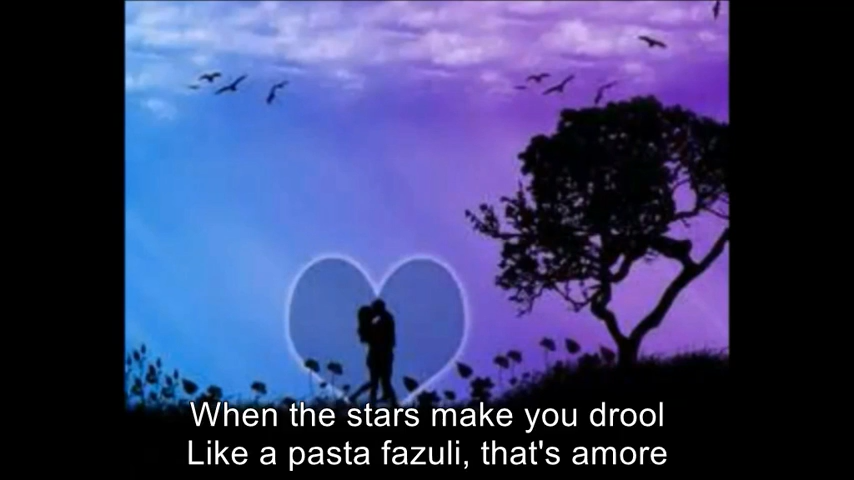 When the stars make you drool
Like a pasta fazuli, that's amore